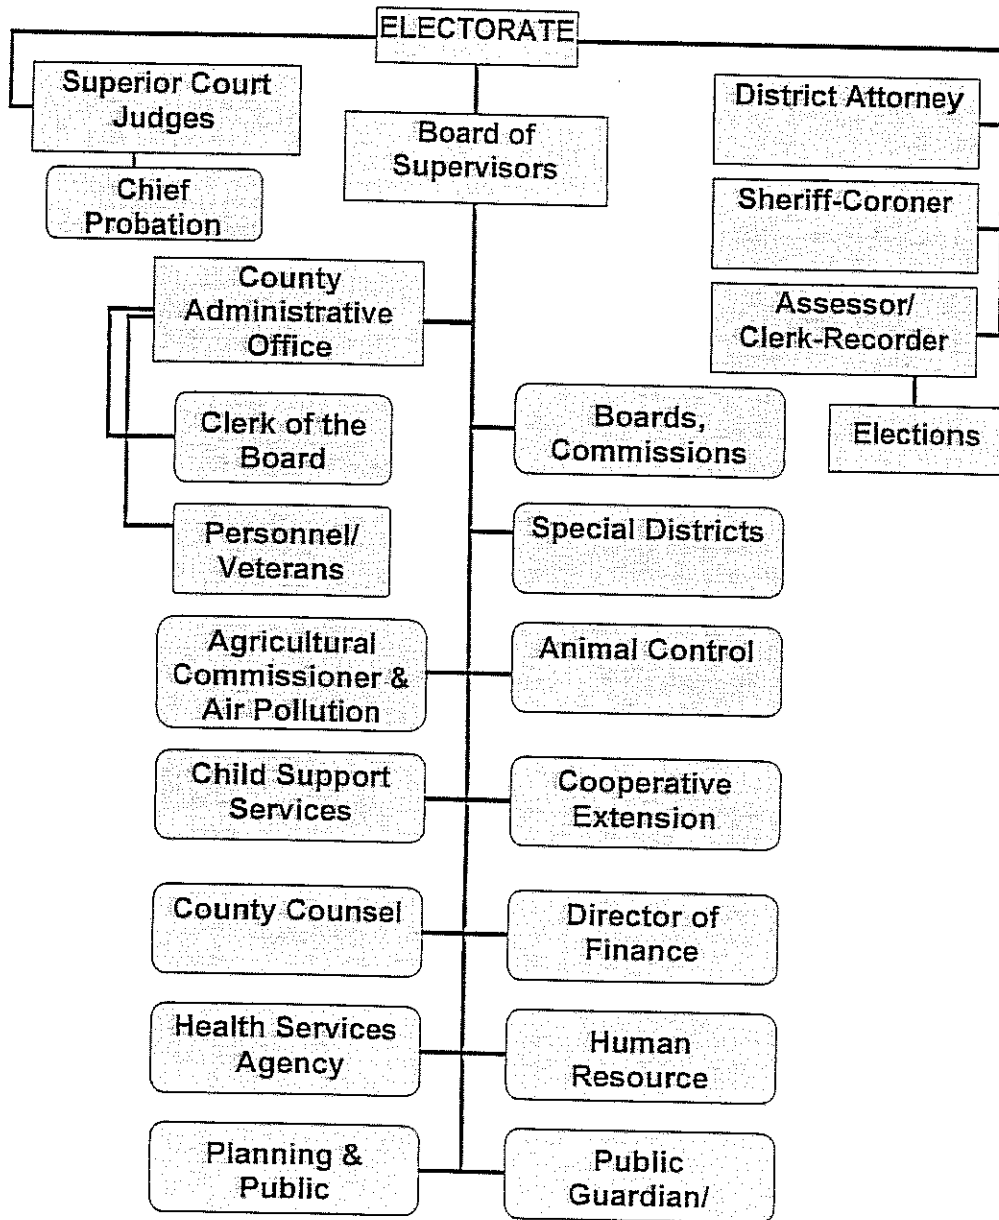 ELECTORATE
Superior Court
Judges
Chief
Probation
Board of
Supervisors
District Attorney
Sheriff-Coroner
Assessor/
Clerk-Recorder
Elections
County
Administrative
Office
Clerk of the
Board
Personnel/
Veterans
Boards,
Commissions
Special Districts
Agricultural
Commissioner &
Air Pollution
Animal Control
Child Support
Services
Cooperative
Extension
County Counsel
Director of
Finance
Health Services
Agency
Human
Resource
Planning &
Public
Public
Guardian/